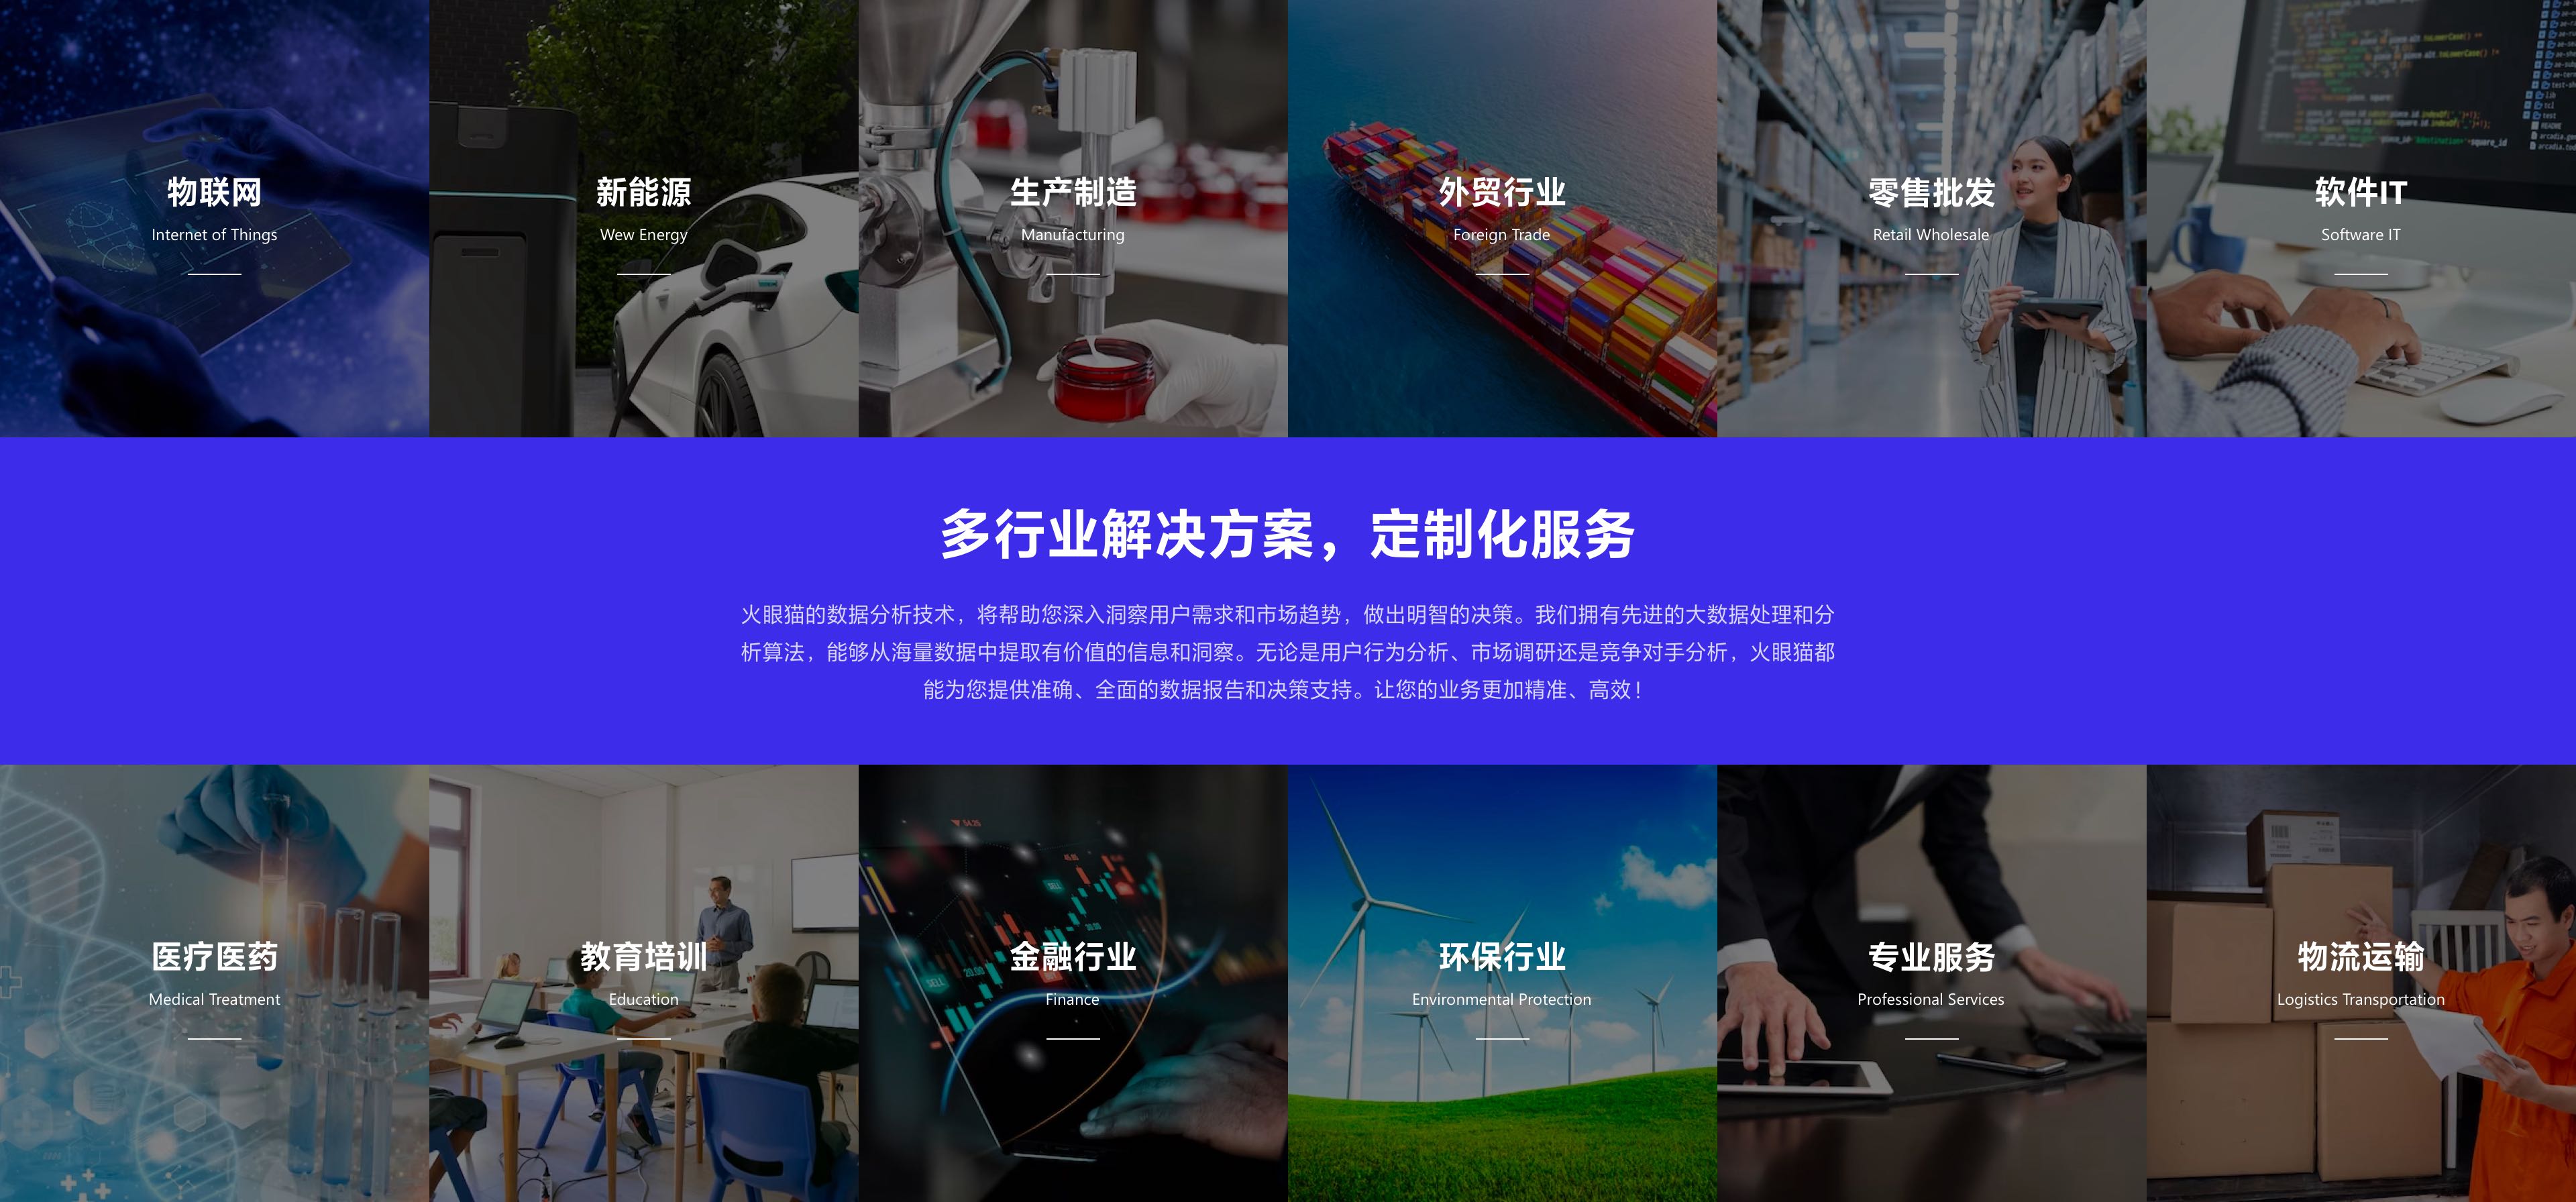 物联网
Internet of Things
新能源
Wew Energy
生产制造
Manufacturing
外贸行业
Foreign Trade
零售批发
Retail Wholesale
软件IT
Software IT
多行业解决方案，定制化服务
火眼猫的数据分析技术，将帮助您深入洞察用户需求和市场趋势，做出明智的决策。我们拥有先进的大数据处理和分
析算法，能够从海量数据中提取有价值的信息和洞察。无论是用户行为分析、市场调研还是竞争对手分析，火眼猫都
能为您提供准确、全面的数据报告和决策支持。让您的业务更加精准、高效！
医疗医药
Medical Treatment
教育培训
Education
金融行业
Finance
环保行业
Environmental Protection
专业服务
Professional Services
物流运输
Logistics Transportation